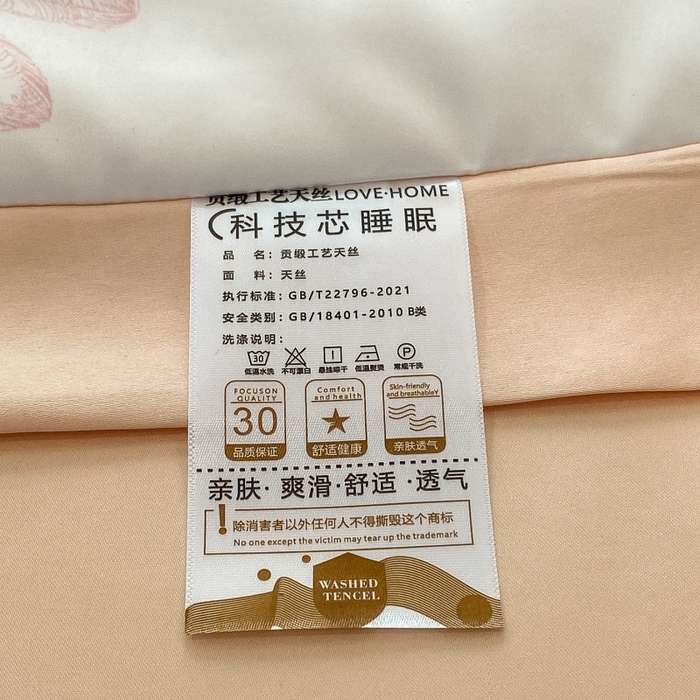 贡缎工艺天丝LOVE·HOME
科技芯睡眠
品 名：贡缎工艺天丝
面 料：天丝
执行标准：GB/T22796-2021
安全类别：GB/18401-2010 B类
洗涤说明：
30 P
低温水洗 不可漂白 悬挂晾干 低温熨烫 常规干洗
FOCUSON QUALITY
30
品质保证
Comfort and health
舒适健康
Skin-friendly and breathableY
亲肤透气
亲肤·爽滑·舒适·透气
! 除消费者以外任何人不得撕毁这个商标
No one except the victim may tear up the trademark
WASHED
TENCEL